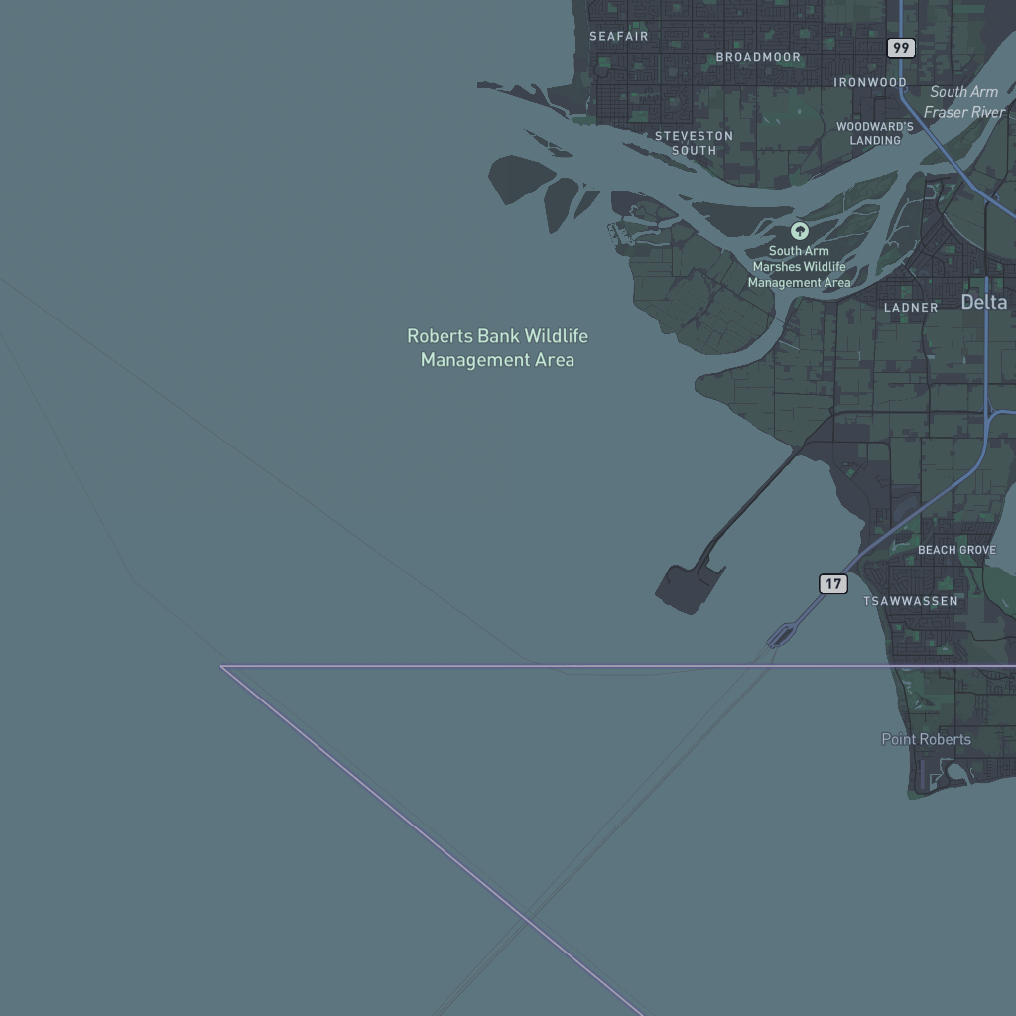 SEAFAIR
99
BROADMOOR
IRONWOOD
South Arm
Fraser River
WOODWARD'S
LANDING
STEVESTON
SOUTH
South Arm
Marshes Wildlife
Management Area
LADNER
Delta
Roberts Bank Wildlife
Management Area
BEACH GROVE
17
TSAWWASSEN
Point Roberts